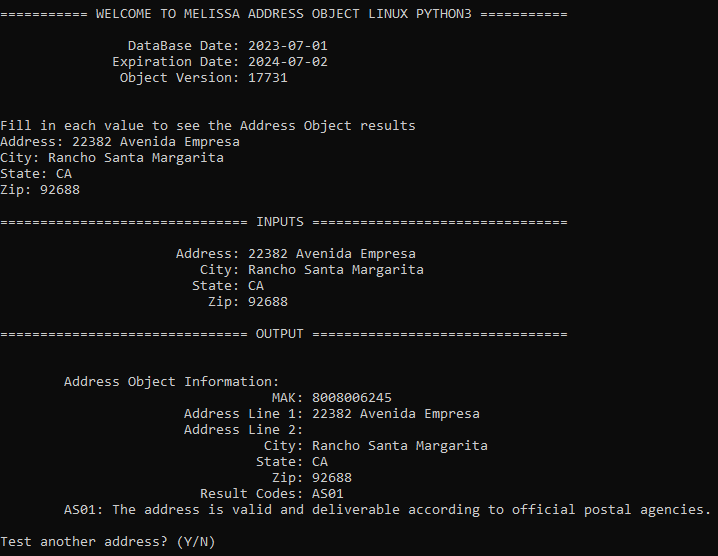 =========== WELCOME TO MELISSA ADDRESS OBJECT LINUX PYTHON3 ===========
DataBase Date: 2023-07-01
Expiration Date: 2024-07-02
Object Version: 17731
Fill in each value to see the Address Object results
Address: 22382 Avenida Empresa
City: Rancho Santa Margarita
State: CA
Zip: 92688
=============================== INPUTS ================================
Address: 22382 Avenida Empresa
City: Rancho Santa Margarita
State: CA
Zip: 92688
=============================== OUTPUT ================================
Address Object Information:
MAK: 8008006245
Address Line 1: 22382 Avenida Empresa
Address Line 2:
City: Rancho Santa Margarita
State: CA
Zip: 92688
Result Codes: AS01
AS01: The address is valid and deliverable according to official postal agencies.
Test another address? (Y/N)